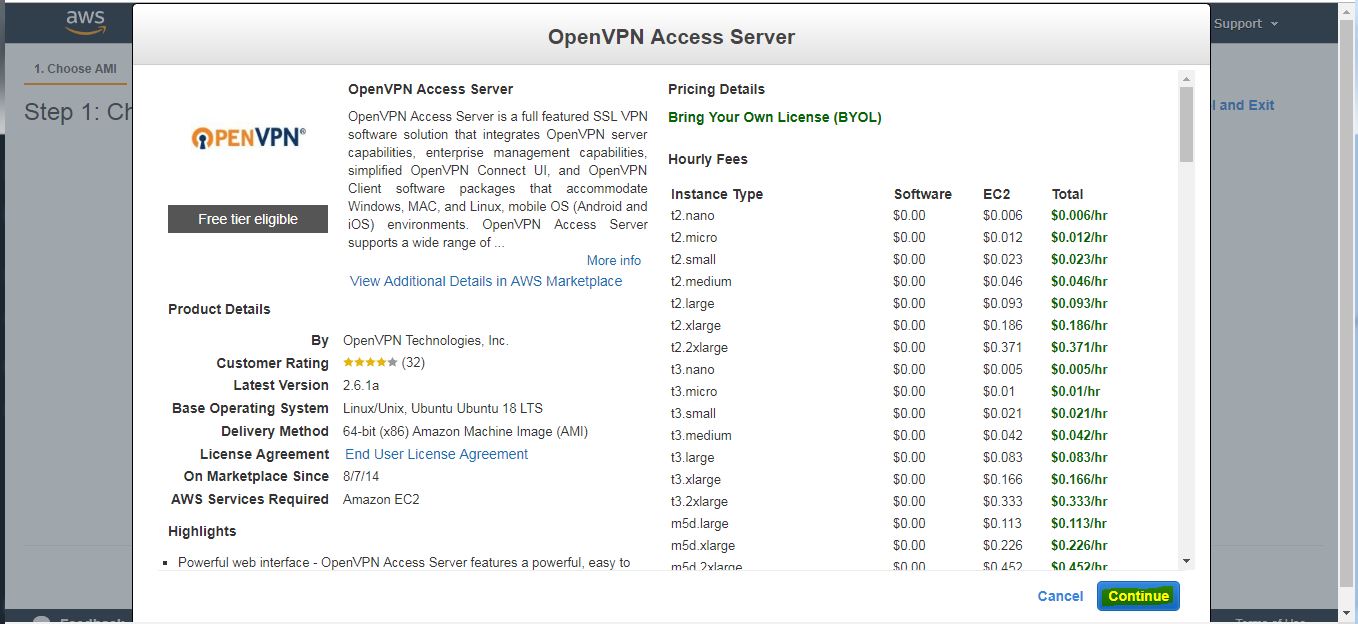 aws
OpenVPN Access Server
Support
1. Choose AMI
Step 1: Ch
l and Exit
OPENVPN®
Free tier eligible
OpenVPN Access Server
OpenVPN Access Server is a full featured SSL VPN
software solution that integrates OpenVPN server
capabilities, enterprise management capabilities,
simplified OpenVPN Connect UI, and OpenVPN
Client software packages that accommodate
Windows, MAC, and Linux, mobile OS (Android and
iOS) environments. OpenVPN Access Server
supports a wide range of ...
More info
View Additional Details in AWS Marketplace
Product Details
By OpenVPN Technologies, Inc.
Customer Rating (32)
Latest Version 2.6.1a
Base Operating System Linux/Unix, Ubuntu Ubuntu 18 LTS
Delivery Method 64-bit (x86) Amazon Machine Image (AMI)
License Agreement End User License Agreement
On Marketplace Since 8/7/14
AWS Services Required Amazon EC2
Highlights
Powerful web interface - OpenVPN Access Server features a powerful, easy to
Pricing Details
Bring Your Own License (BYOL)
Hourly Fees
Instance Type Software EC2 Total
t2.nano $0.00 $0.006 $0.006/hr
t2.micro $0.00 $0.012 $0.012/hr
t2.small $0.00 $0.023 $0.023/hr
t2.medium $0.00 $0.046 $0.046/hr
t2.large $0.00 $0.093 $0.093/hr
t2.xlarge $0.00 $0.186 $0.186/hr
t2.2xlarge $0.00 $0.371 $0.371/hr
t3.nano $0.00 $0.005 $0.005/hr
t3.micro $0.00 $0.01 $0.01/hr
t3.small $0.00 $0.021 $0.021/hr
t3.medium $0.00 $0.042 $0.042/hr
t3.large $0.00 $0.083 $0.083/hr
t3.xlarge $0.00 $0.166 $0.166/hr
t3.2xlarge $0.00 $0.333 $0.333/hr
m5d.large $0.00 $0.113 $0.113/hr
m5d.xlarge $0.00 $0.226 $0.226/hr
m5d.2xlarge $0.00 $0.452 $0.452/hr
Cancel Continue
Feedback
Terms of Use